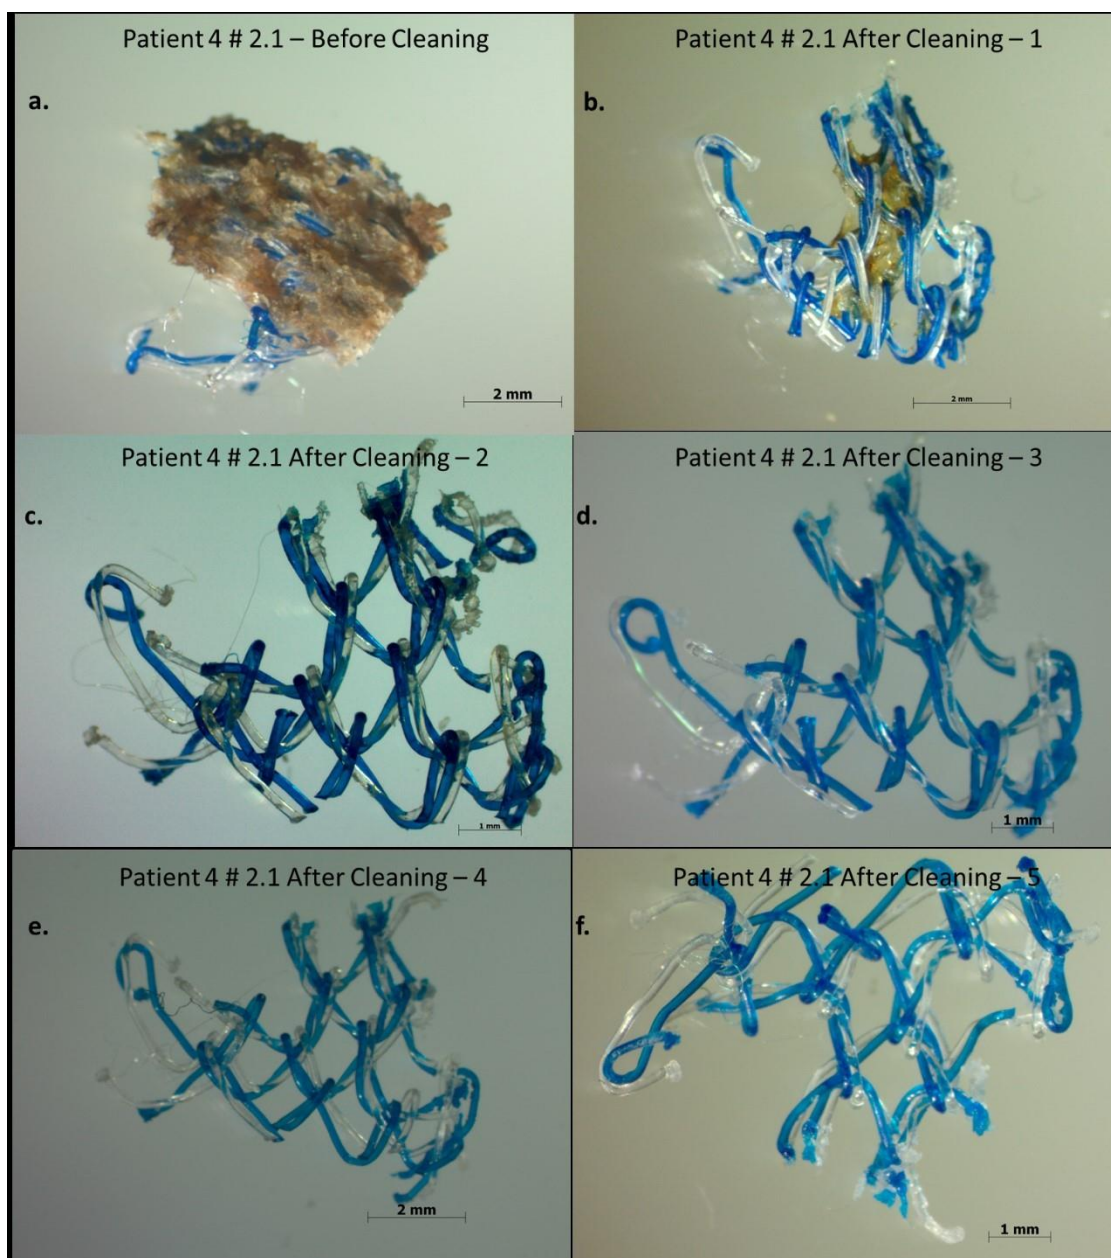 Patient 4 # 2.1 – Before Cleaning
a.
2 mm
Patient 4 # 2.1 After Cleaning – 1
b.
2 mm
Patient 4 # 2.1 After Cleaning – 2
c.
1 mm
Patient 4 # 2.1 After Cleaning – 3
d.
1 mm
Patient 4 # 2.1 After Cleaning – 4
e.
2 mm
Patient 4 # 2.1 After Cleaning – 5
f.
1 mm